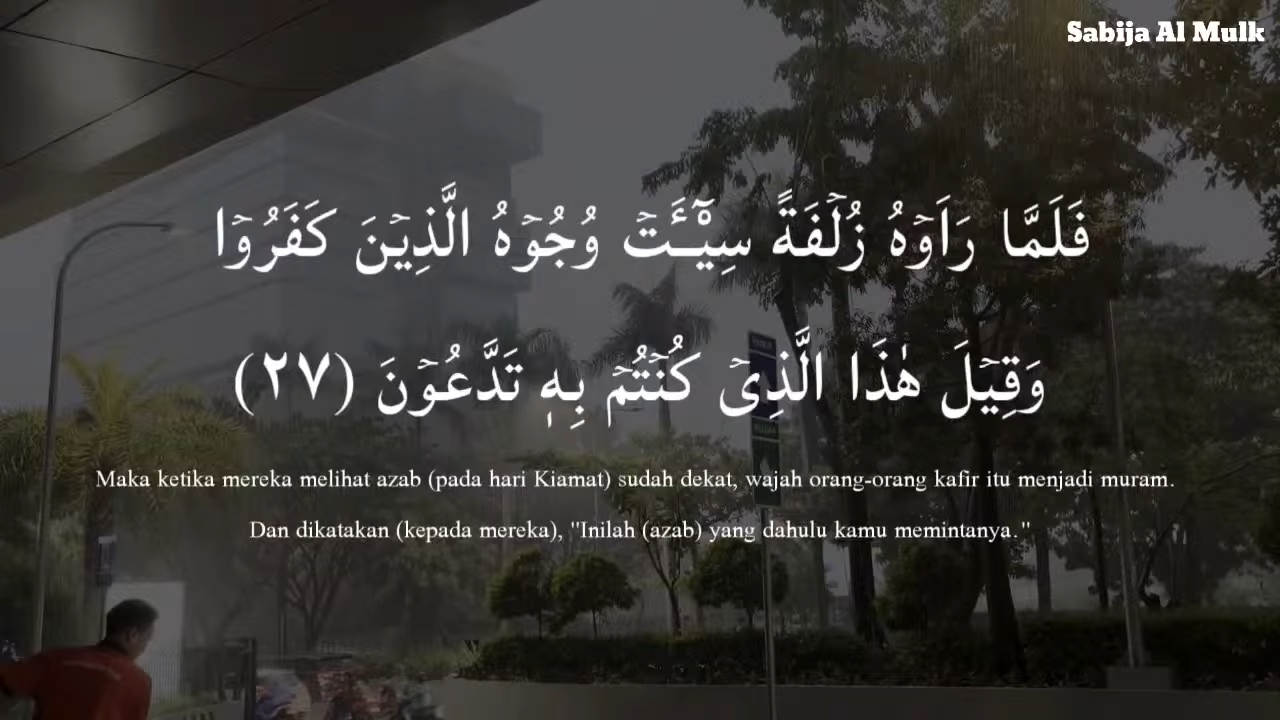 Sabija Al Mulk
فَلَمَّا رَاَوْهُ زُلْفَةً سِيْۤـَٔتْ وُجُوْهُ الَّذِيْنَ كَفَرُوْا
وَقِيْلَ هٰذَا الَّذِيْ كُنْتُمْ بِهٖ تَدَّعُوْنَ (٢٧)
Maka ketika mereka melihat azab (pada hari Kiamat) sudah dekat, wajah orang-orang kafir itu menjadi muram.
Dan dikatakan (kepada mereka), "Inilah (azab) yang dahulu kamu memintanya."